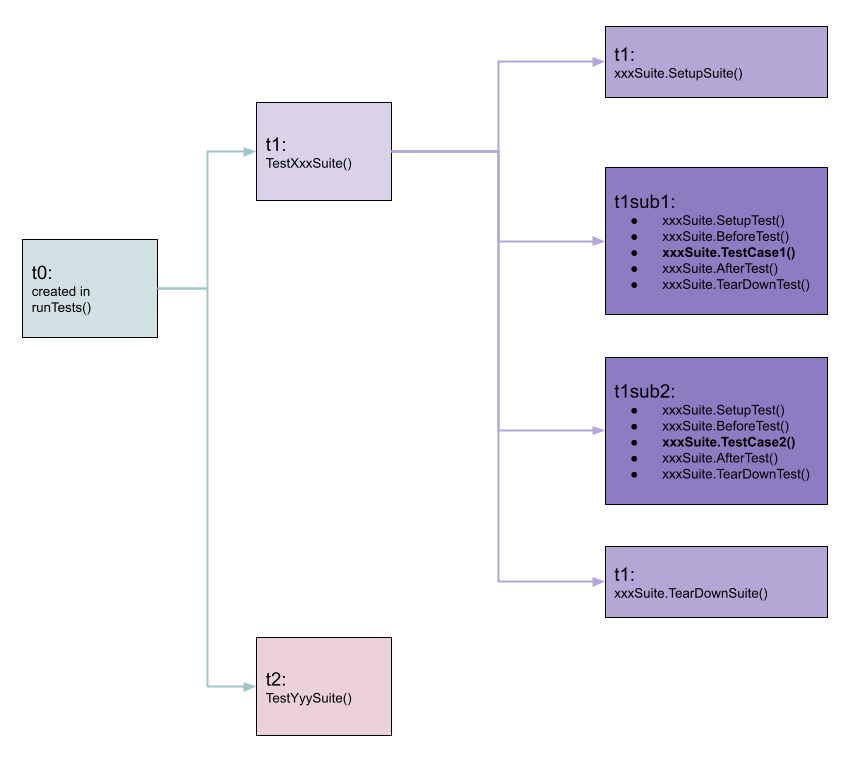 t0:
created in
runTests()
t1:
TestXxxSuite()
t2:
TestYyySuite()
t1:
xxxSuite.SetupSuite()
t1sub1:
● xxxSuite.SetupTest()
● xxxSuite.BeforeTest()
● xxxSuite.TestCase1()
● xxxSuite.AfterTest()
● xxxSuite.TearDownTest()
t1sub2:
● xxxSuite.SetupTest()
● xxxSuite.BeforeTest()
● xxxSuite.TestCase2()
● xxxSuite.AfterTest()
● xxxSuite.TearDownTest()
t1:
xxxSuite.TearDownSuite()